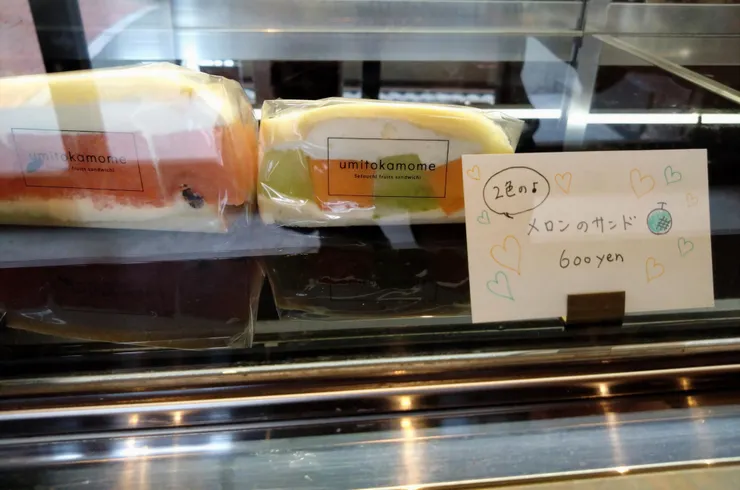 umitokamome
umitokamome
Setouchi fruits sandwich!
2色の♪
メロンのサンド
600yen